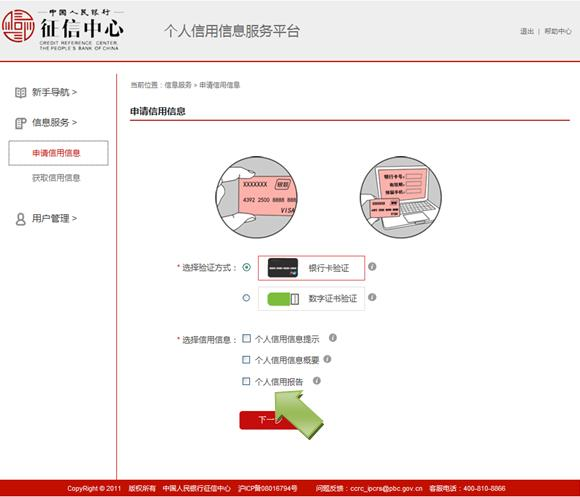 中国人民银行
征信中心
CREDIT REFERENCE CENTER,
THE PEOPLE'S BANK OF CHINA
个人信用信息服务平台
退出 | 帮助中心
新手导航 >
信息服务 >
申请信用信息
获取信用信息
用户管理 >
当前位置：信息服务 > 申请信用信息
申请信用信息
XXXXXXX 银联
4392 2500 8888 888
VISA
银行卡号:
有效期:
预留手机:
* 选择验证方式：
银行卡验证
数字证书验证
* 选择信用信息：
个人信用信息提示
个人信用信息概要
个人信用报告
下一步
CopyRight © 2011 版权所有 中国人民银行征信中心 沪ICP备08016794号 问题反馈：ccrc_ipcrs@pbc.gov.cn 客服电话：400-810-8866